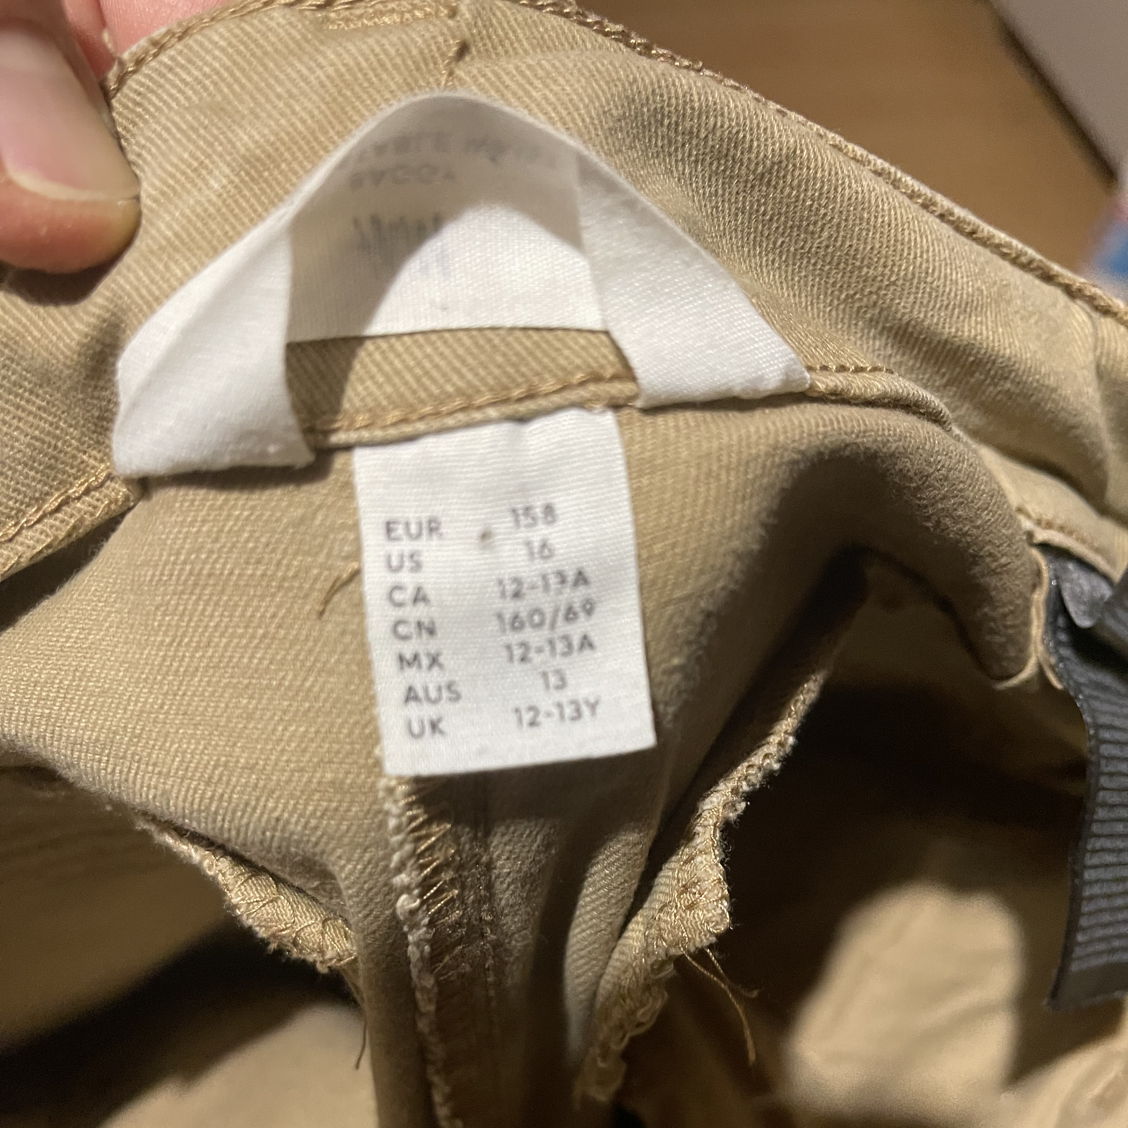 EUR 158
US 16
CA 12-13A
CN 160/69
MX 12-13A
AUS 13
UK 12-13Y